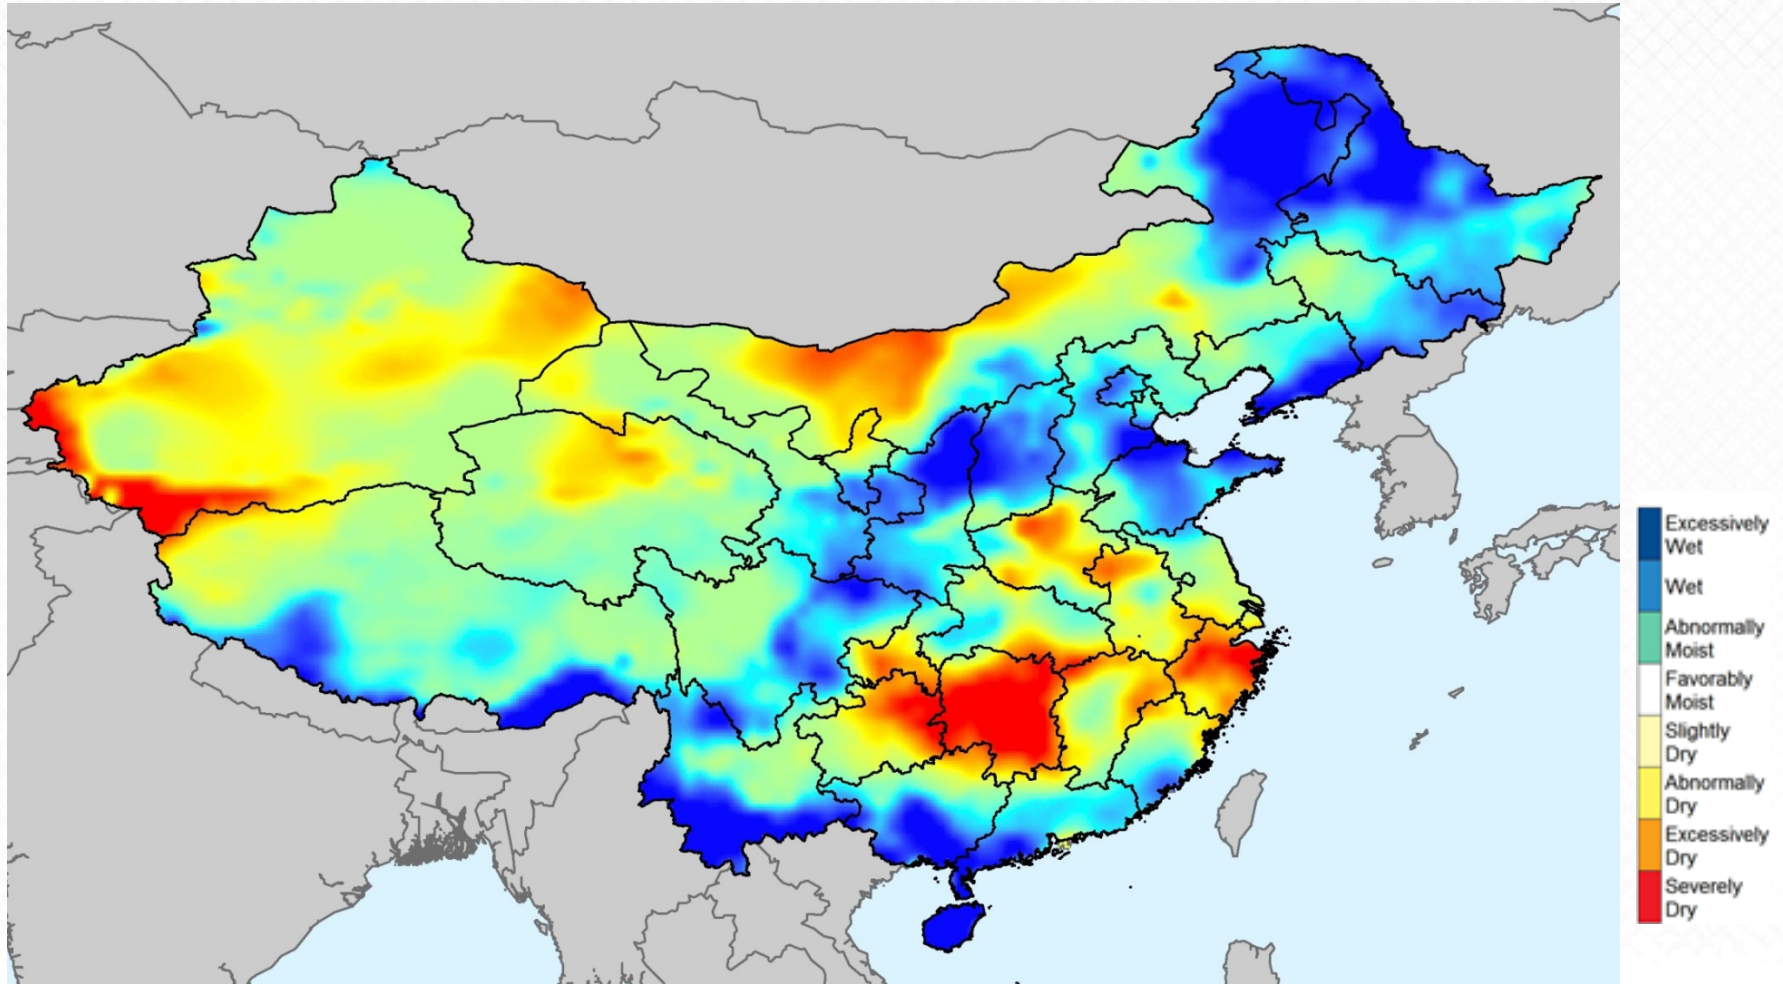 Excessively
Wet
Wet
Abnormally
Moist
Favorably
Moist
Slightly
Dry
Abnormally
Dry
Excessively
Dry
Severely
Dry